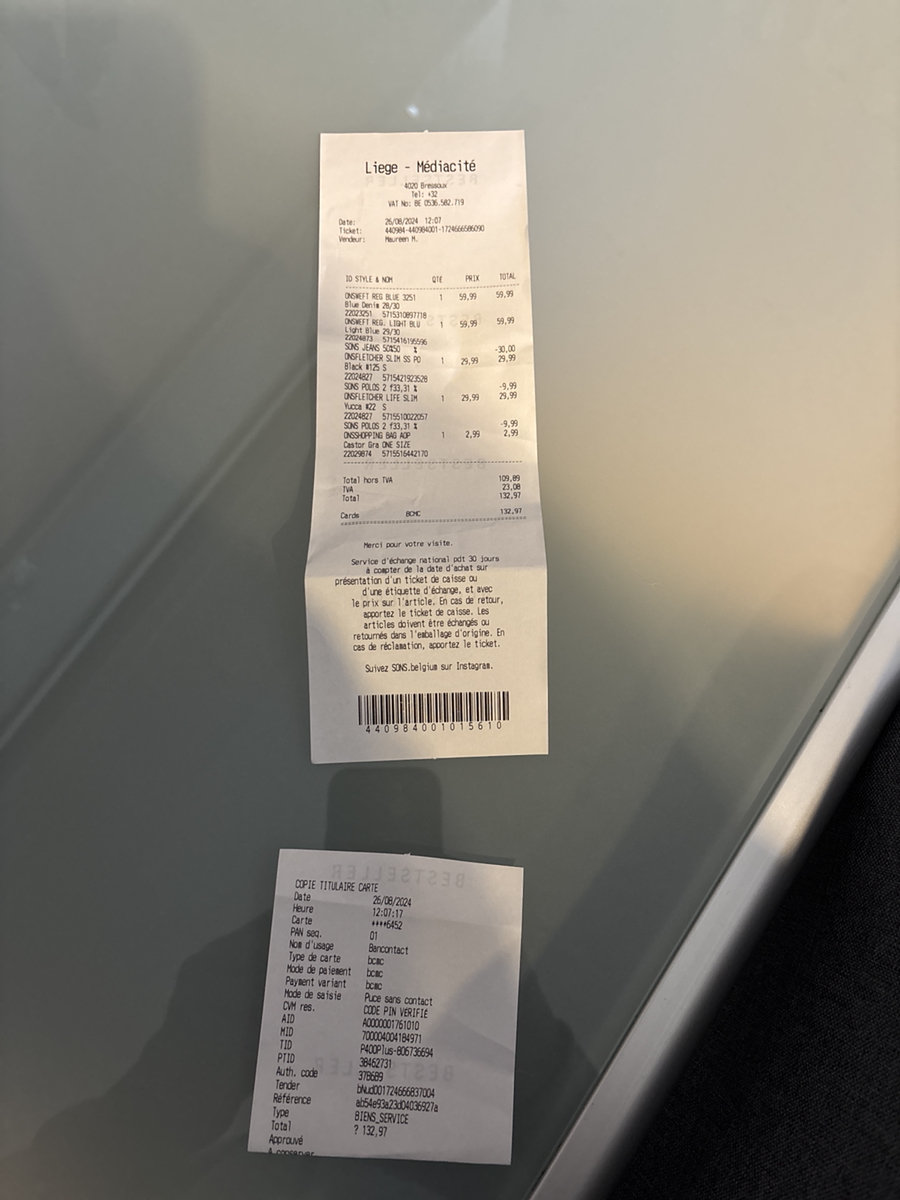 Liege - Médiacité
4020 Bressoux
Tel: +32
VAT No: BE 0536.582.719
Date: 26/08/2024 12:07
Ticket: 440984-440984001-1724666586090
Vendeur: Maureen M.
ID STYLE & NOM QTE PRIX TOTAL
ONSWEFT REG BLUE 3251 1 59,99 59,99
Blue Denim 28/30
22023251 5715310897718
ONSWEFT REG. LIGHT BLU 1 59,99 59,99
Light Blue 29/30
22024873 5715416195596
SONS JEANS 50%50 % -30,00
ONSFLETCHER SLIM SS PO 1 29,99 29,99
Black #125 S
22024827 5715421923528
SONS POLOS 2 f33,31 % -9,99
ONSFLETCHER LIFE SLIM 1 29,99 29,99
Yucca #22 S
22024827 5715510022057
SONS POLOS 2 f33,31 % -9,99
ONSSHOPPING BAG AOP 1 2,99 2,99
Castor Gra ONE SIZE
22029874 5715516442170
Total hors TVA 109,89
TVA 23,08
Total 132,97
Cards BCMC 132,97
Merci pour votre visite.
Service d'échange national pdt 30 jours
à compter de la date d'achat sur
présentation d'un ticket de caisse ou
d'une étiquette d'échange, et avec
le prix sur l'article. En cas de retour,
apportez le ticket de caisse. Les
articles doivent être échangés ou
retournés dans l'emballage d'origine. En
cas de réclamation, apportez le ticket.
Suivez SONS.belgium sur Instagram.
440984001015610
BESTSELLER
COPIE TITULAIRE CARTE
Date 26/08/2024
Heure 12:07:17
Carte ****6452
PAN seq. 01
Nom d'usage Bancontact
Type de carte bcmc
Mode de paiement bcmc
Payment variant bcmc
Mode de saisie Puce sans contact
CVM res. CODE PIN VÉRIFIÉ
AID A0000001761010
MID 700004004184971
TID P400Plus-806736694
PTID 38462731
Auth. code 378689
Tender bNud001724666837004
Référence ab54e93a23d04036927a
Type BIENS_SERVICE
Total ? 132,97
Approuvé
A conserver